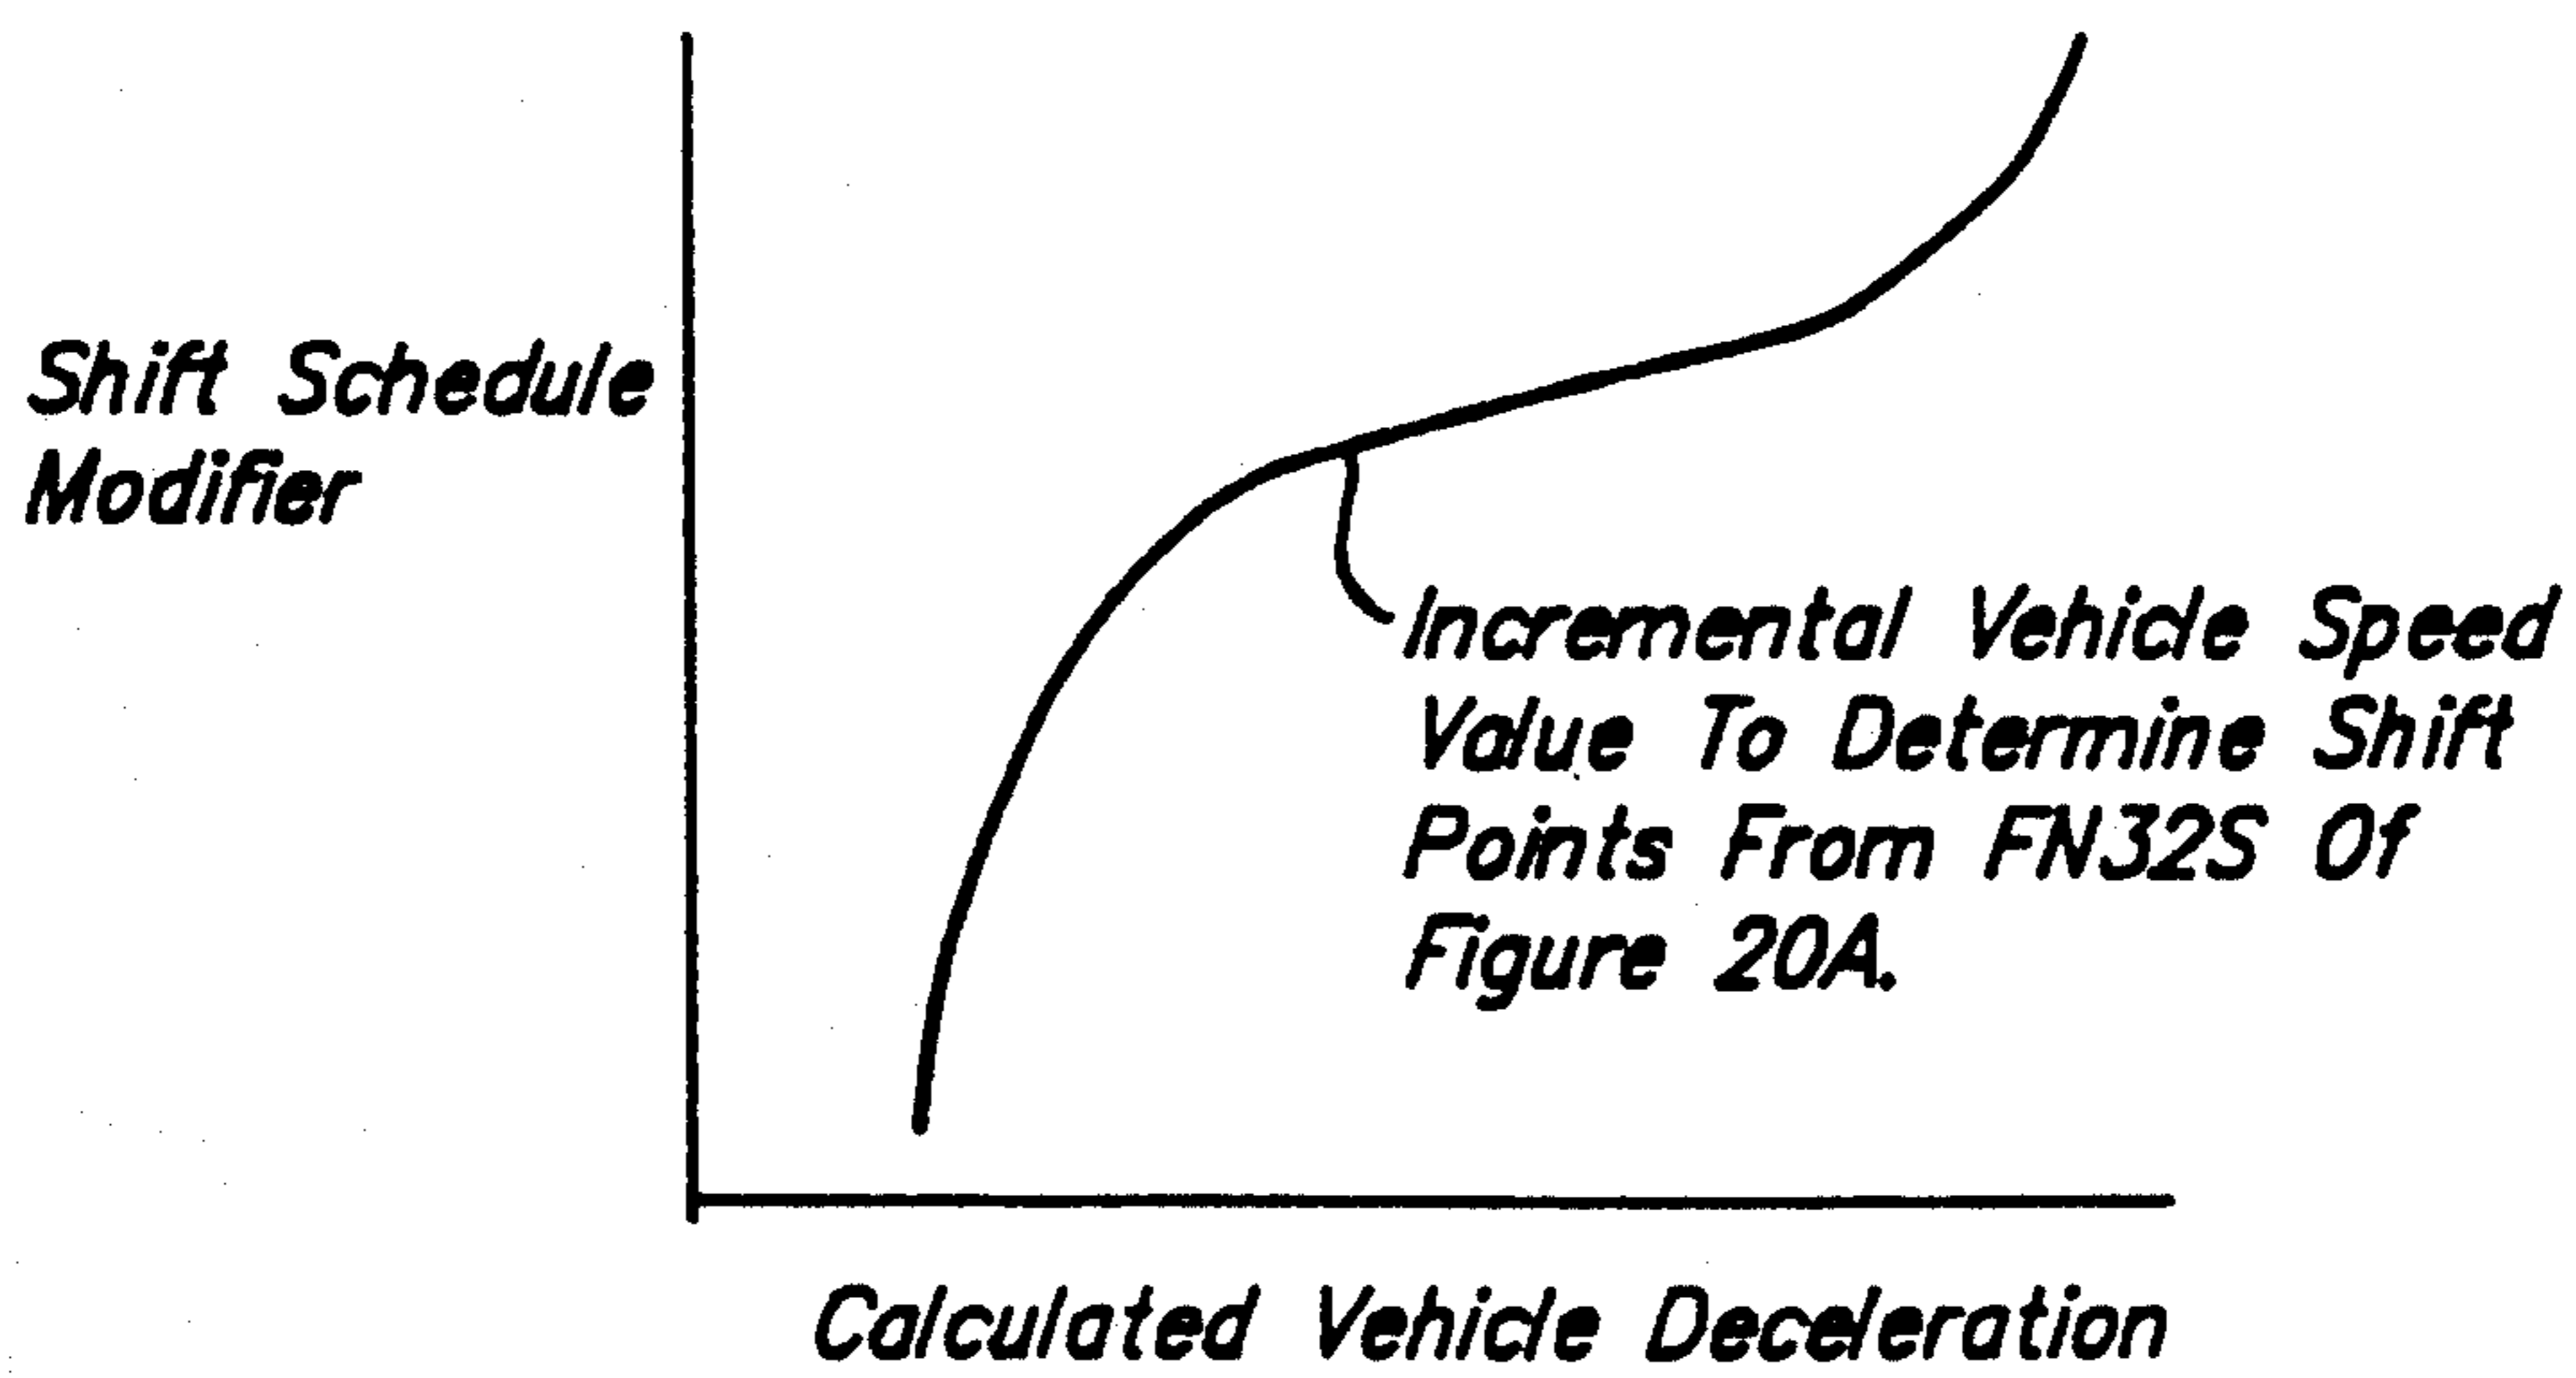 Shift Schedule
Modifier
Incremental Vehicle Speed
Value To Determine Shift
Points From FN32S Of
Figure 20A.
Calculated Vehicle Deceleration